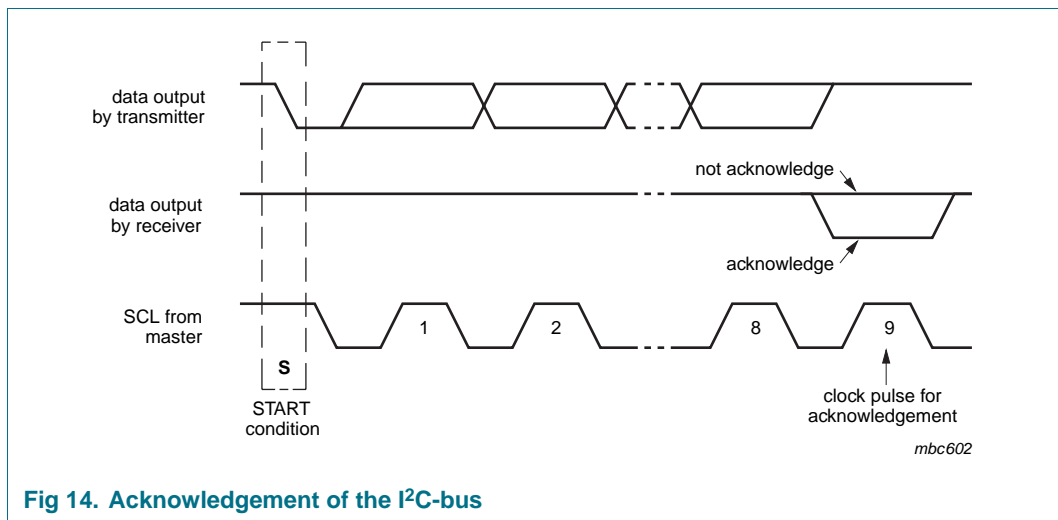 data output
by transmitter
not acknowledge
data output
by receiver
acknowledge
SCL from
master
1
2
8
9
S
START
condition
clock pulse for
acknowledgement
mbc602
Fig 14. Acknowledgement of the I²C-bus